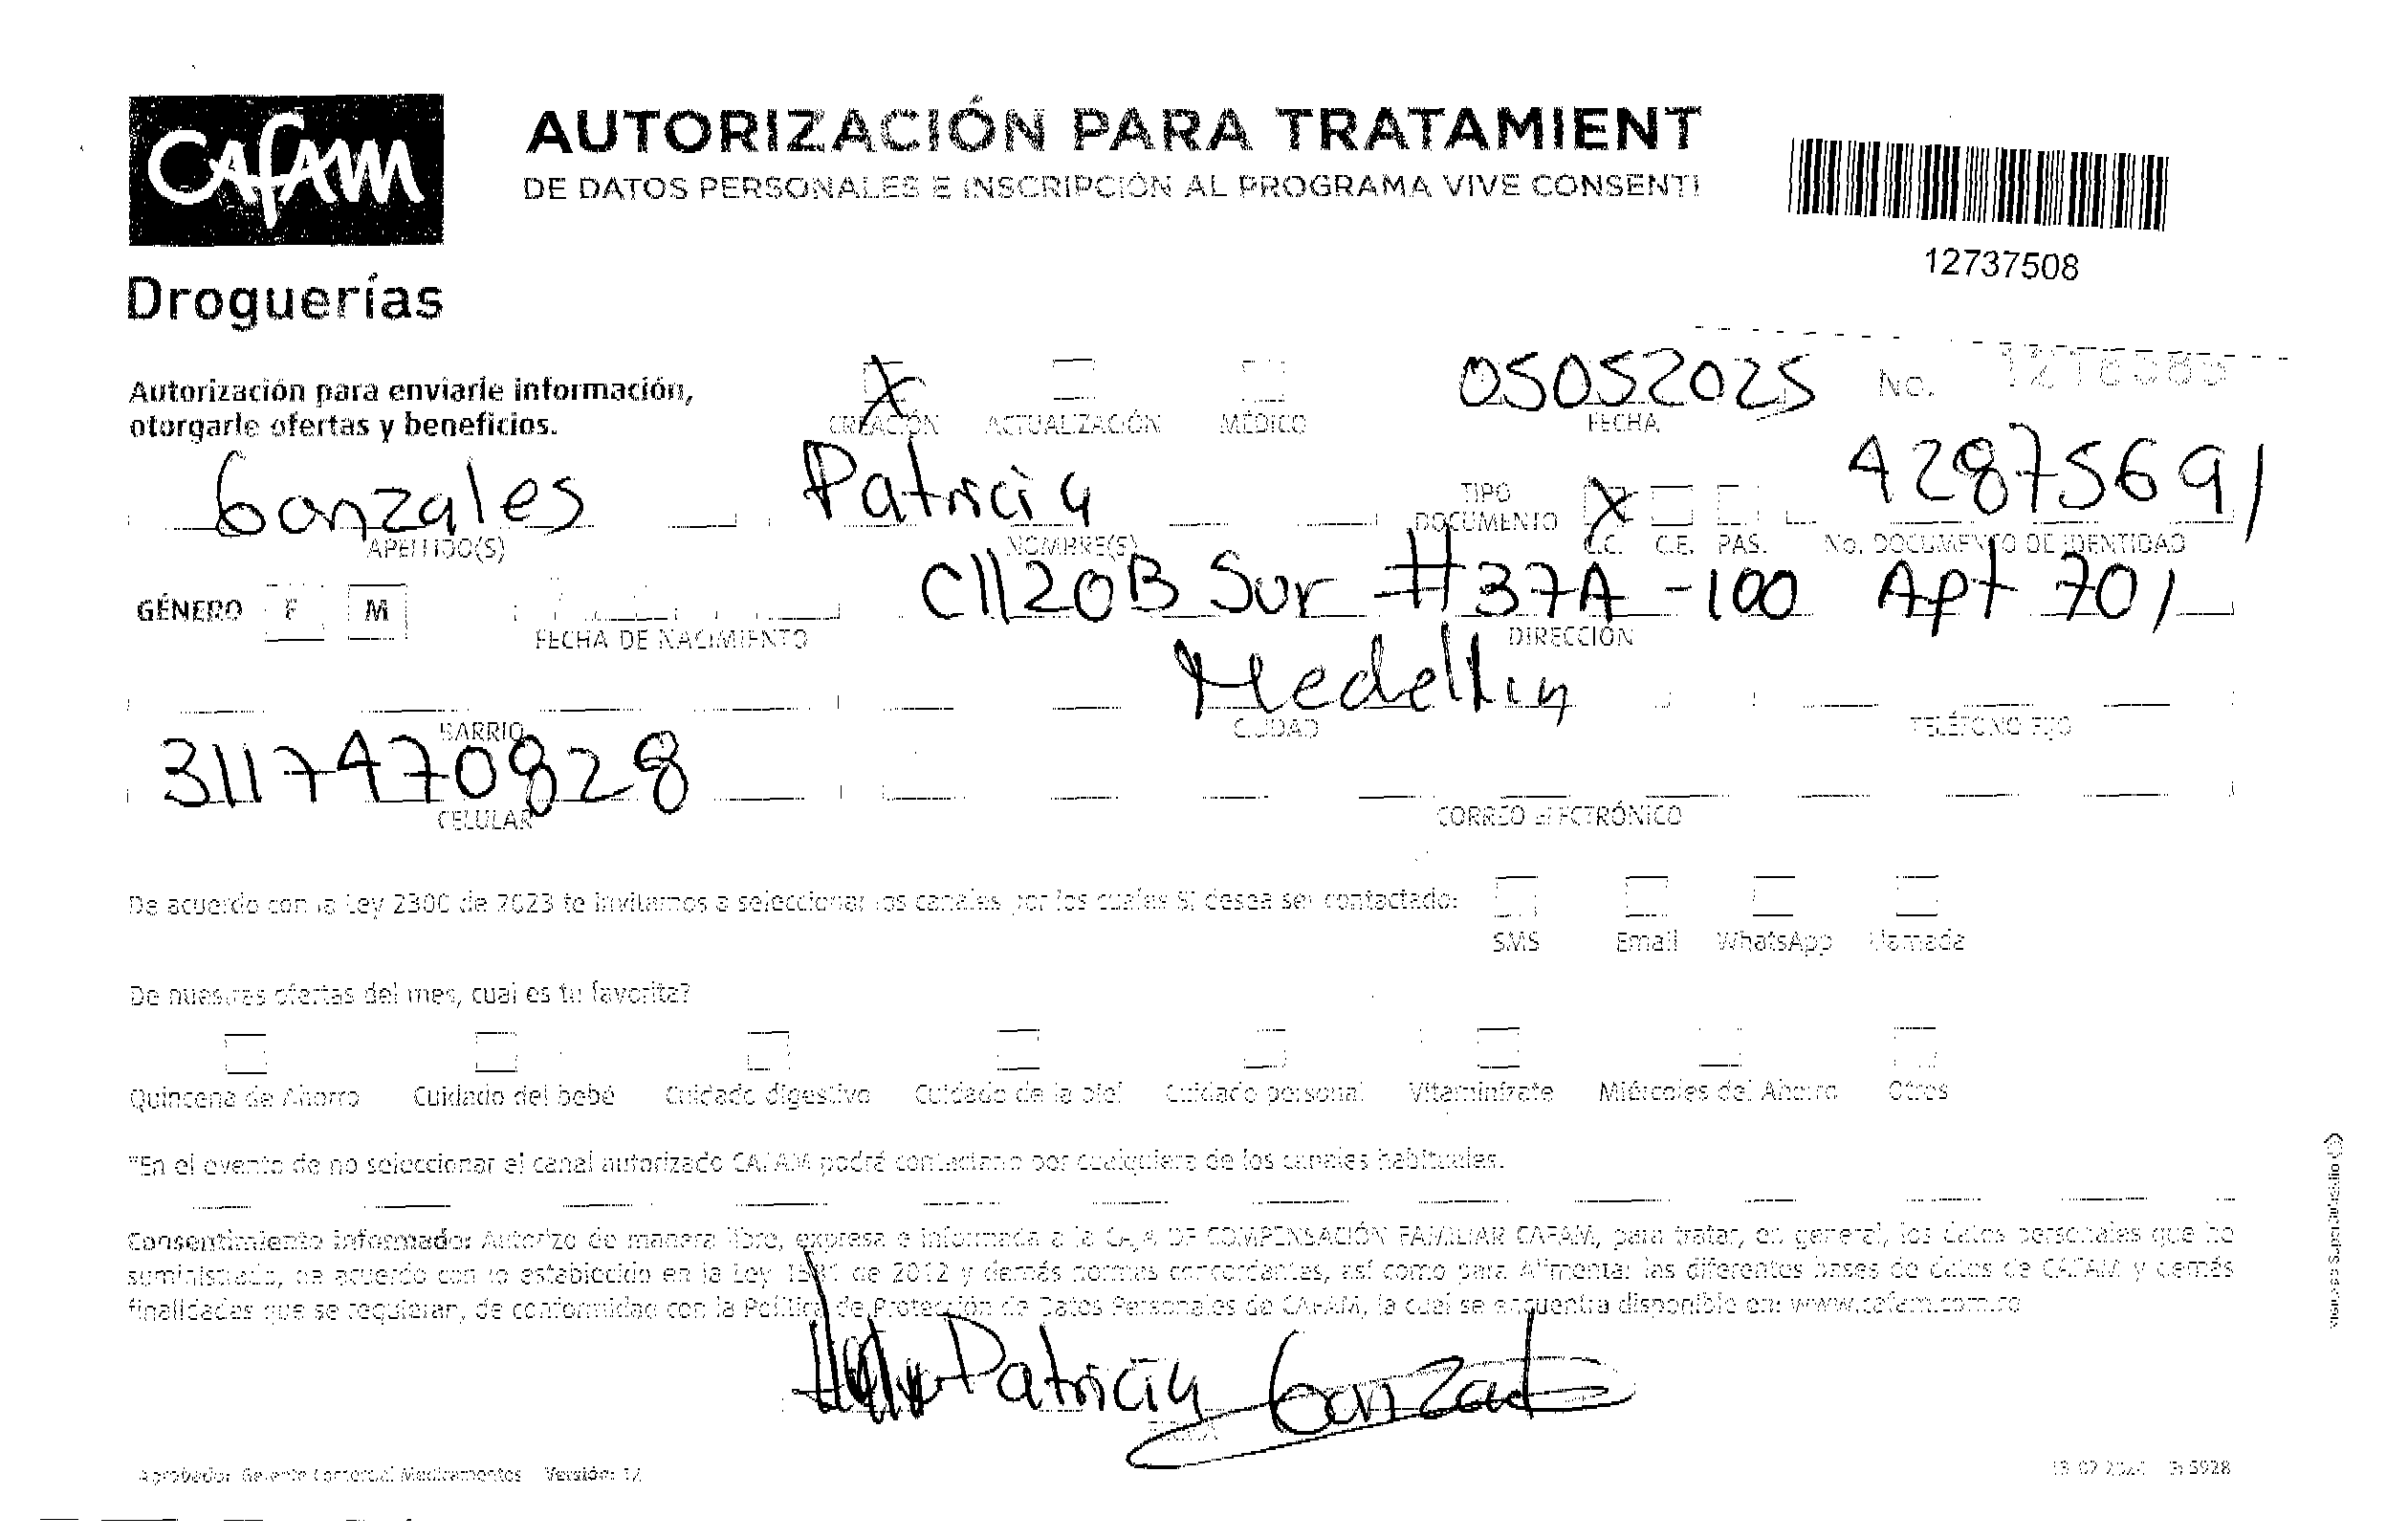 Cafam
Droguerías
AUTORIZACIÓN PARA TRATAMIENT
DE DATOS PERSONALES E INSCRIPCIÓN AL PROGRAMA VIVE CONSENTI
12737508
Autorización para enviarle información,
otorgarle ofertas y beneficios.
X
CREACIÓN ACTUALIZACIÓN MÉDICO
05052025
FECHA
No.
Gonzales Patricia
APELLIDO(S) NOMBRE(S)
TIPO DOCUMENTO X
C.C. C.E. PAS.
42875691
No. DOCUMENTO DE IDENTIDAD
GÉNERO F M
FECHA DE NACIMIENTO
Cll20B Sur #37A -100 Apt 701
DIRECCIÓN
Medellin
BARRIO CIUDAD TELÉFONO FIJO
3117470828
CELULAR CORREO ELECTRÓNICO
De acuerdo con la Ley 2300 de 2023 te invitamos a seleccionar los canales por los cuales SI desea ser contactado:
SMS Email WhatsApp Llamada
De nuestras ofertas del mes, cual es tu favorita?
Quincena de Ahorro Cuidado del bebé Cuidado digestivo Cuidado de la piel Cuidado personal Vitaminízate Miércoles del Ahorro Otros
*En el evento de no seleccionar el canal autorizado CAFAM podrá contactarlo por cualquiera de los canales habituales.
Consentimiento Informado: Autorizo de manera libre, expresa e informada a la CAJA DE COMPENSACIÓN FAMILIAR CAFAM, para tratar, en general, los datos personales que he
suministrado, de acuerdo con lo establecido en la Ley 1581 de 2012 y demás normas concordantes, así como para Alimentar las diferentes bases de datos de CAFAM y demás
finalidades que se requieran, de conformidad con la Política de Protección de Datos Personales de CAFAM, la cual se encuentra disponible en: www.cafam.com.co
Patricia Gonzal
FIRMA
Aprobador Gerente Comercial Medicamentos Versión: 12
VIGILADO Supersubsidio